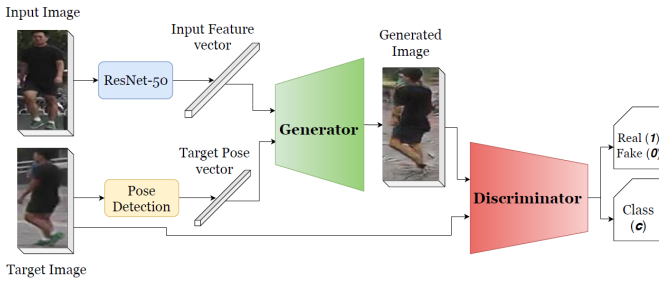 Input Image
ResNet-50
Input Feature
vector
Generated
Image
Generator
Target Pose
vector
Pose
Detection
Target Image
Discriminator
Real (1)
Fake (0)
Class
(c)